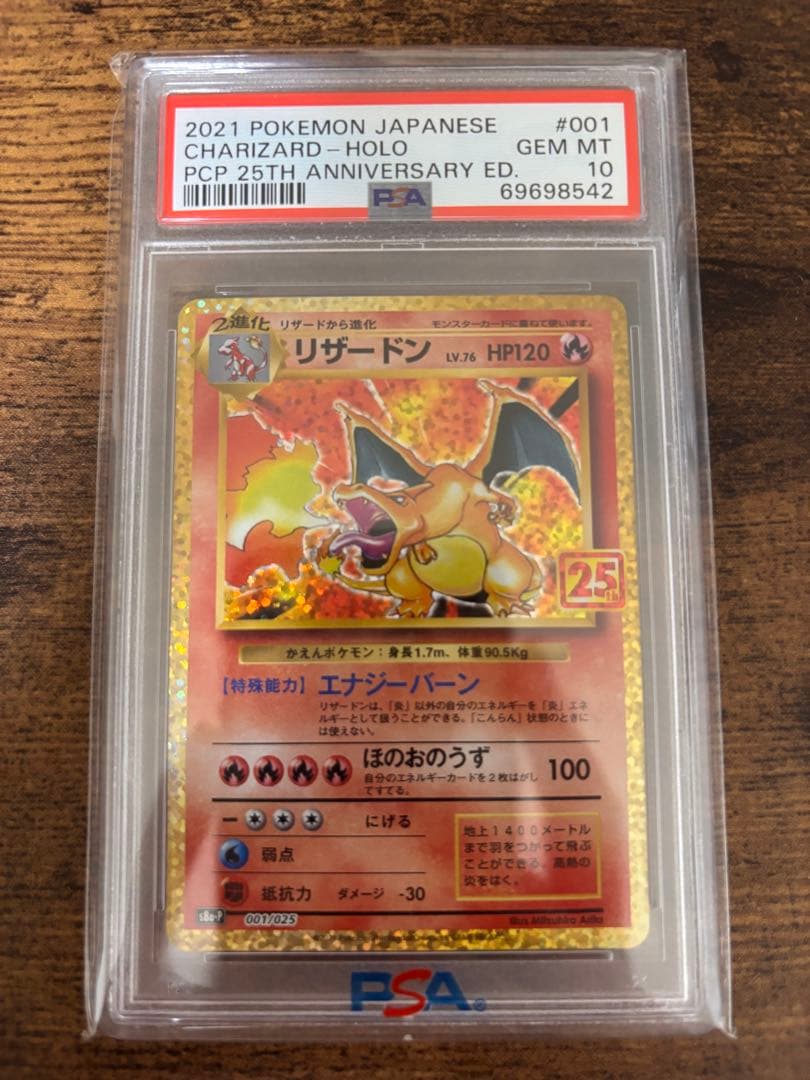 2021 POKEMON JAPANESE #001
CHARIZARD-HOLO GEM MT
PCP 25TH ANNIVERSARY ED. 10
PSA 69698542
2進化 リザードから進化 モンスターカードに重ねて使います。
リザードン LV.76 HP120
25th
かえんポケモン：身長1.7m、体重90.5Kg
【特殊能力】エナジーバーン
リザードンは、「炎」以外の自分のエネルギーを「炎」エネ
ルギーとして扱うことができる。「こんらん」状態のときに
は使えない。
ほのおのうず 100
自分のエネルギーカードを2枚はがし
てすてる。
ー にげる
弱点
抵抗力 ダメージ -30
地上1400メートル
まで羽をつかって飛ぶ
ことができる。高熱の
炎をはく。
s8a-P 001/025 illus.Mitsuhiro Arita
PSA®